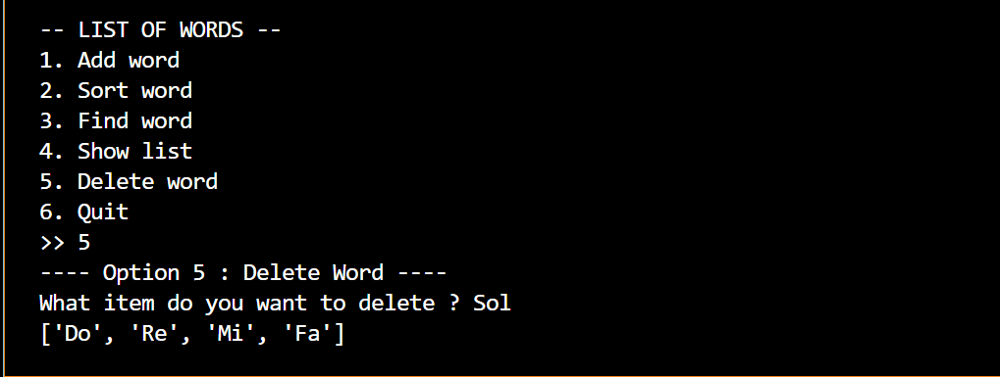 -- LIST OF WORDS --
1. Add word
2. Sort word
3. Find word
4. Show list
5. Delete word
6. Quit
>> 5
---- Option 5 : Delete Word ----
What item do you want to delete ? Sol
['Do', 'Re', 'Mi', 'Fa']